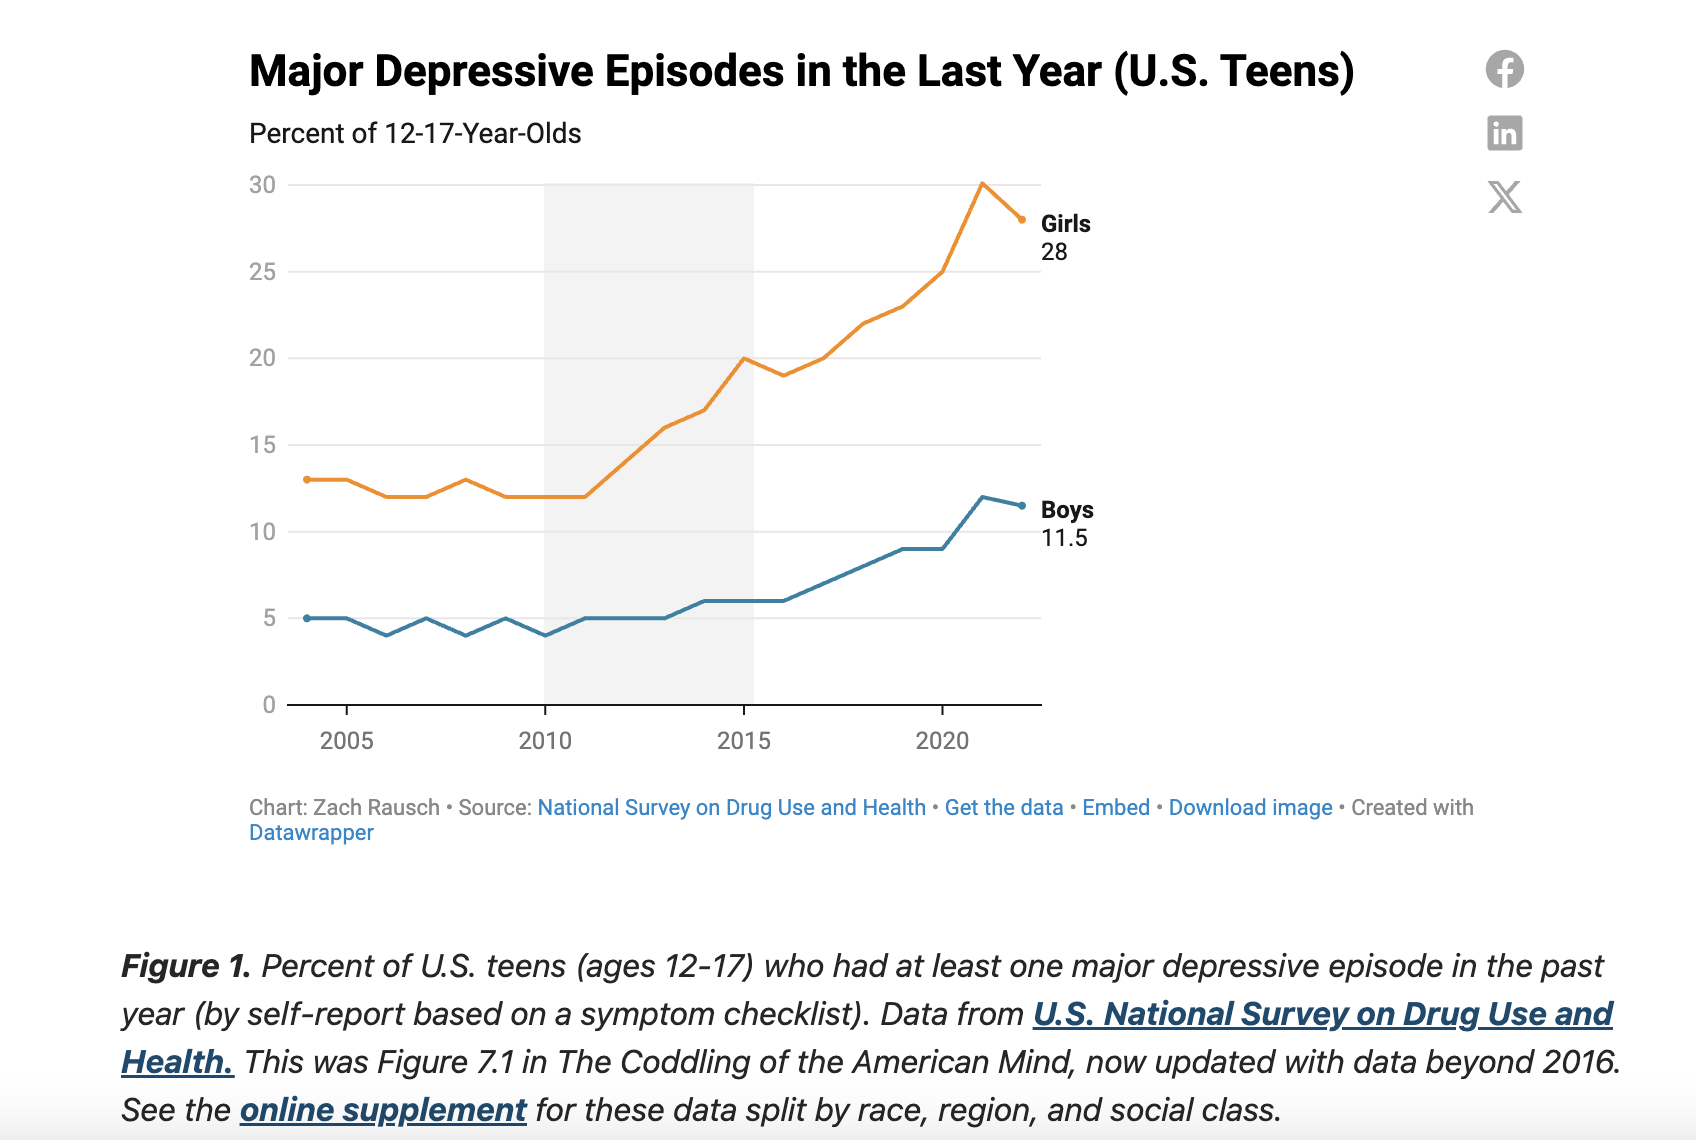 Major Depressive Episodes in the Last Year (U.S. Teens)
Percent of 12-17-Year-Olds
30
25
20
15
10
5
0
Girls
28
Boys
11.5
2005 2010 2015 2020
Chart: Zach Rausch • Source: National Survey on Drug Use and Health • Get the data • Embed • Download image • Created with
Datawrapper
Figure 1. Percent of U.S. teens (ages 12-17) who had at least one major depressive episode in the past
year (by self-report based on a symptom checklist). Data from U.S. National Survey on Drug Use and
Health. This was Figure 7.1 in The Coddling of the American Mind, now updated with data beyond 2016.
See the online supplement for these data split by race, region, and social class.